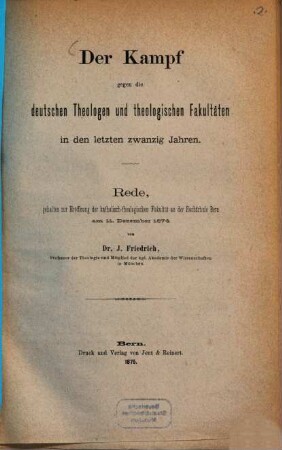 2.
Der Kampf
gegen die
deutschen Theologen und theologischen Fakultäten
in den letzten zwanzig Jahren.
Rede,
gehalten zur Eröffnung der katholisch-theologischen Fakultät an der Hochschule Bern
am 11. Dezember 1874
von
Dr. J. Friedrich,
Professor der Theologie und Mitglied der kgl. Akademie der Wissenschaften
in München.
Bern.
Druck und Verlag von Jent & Reinert.
1875.